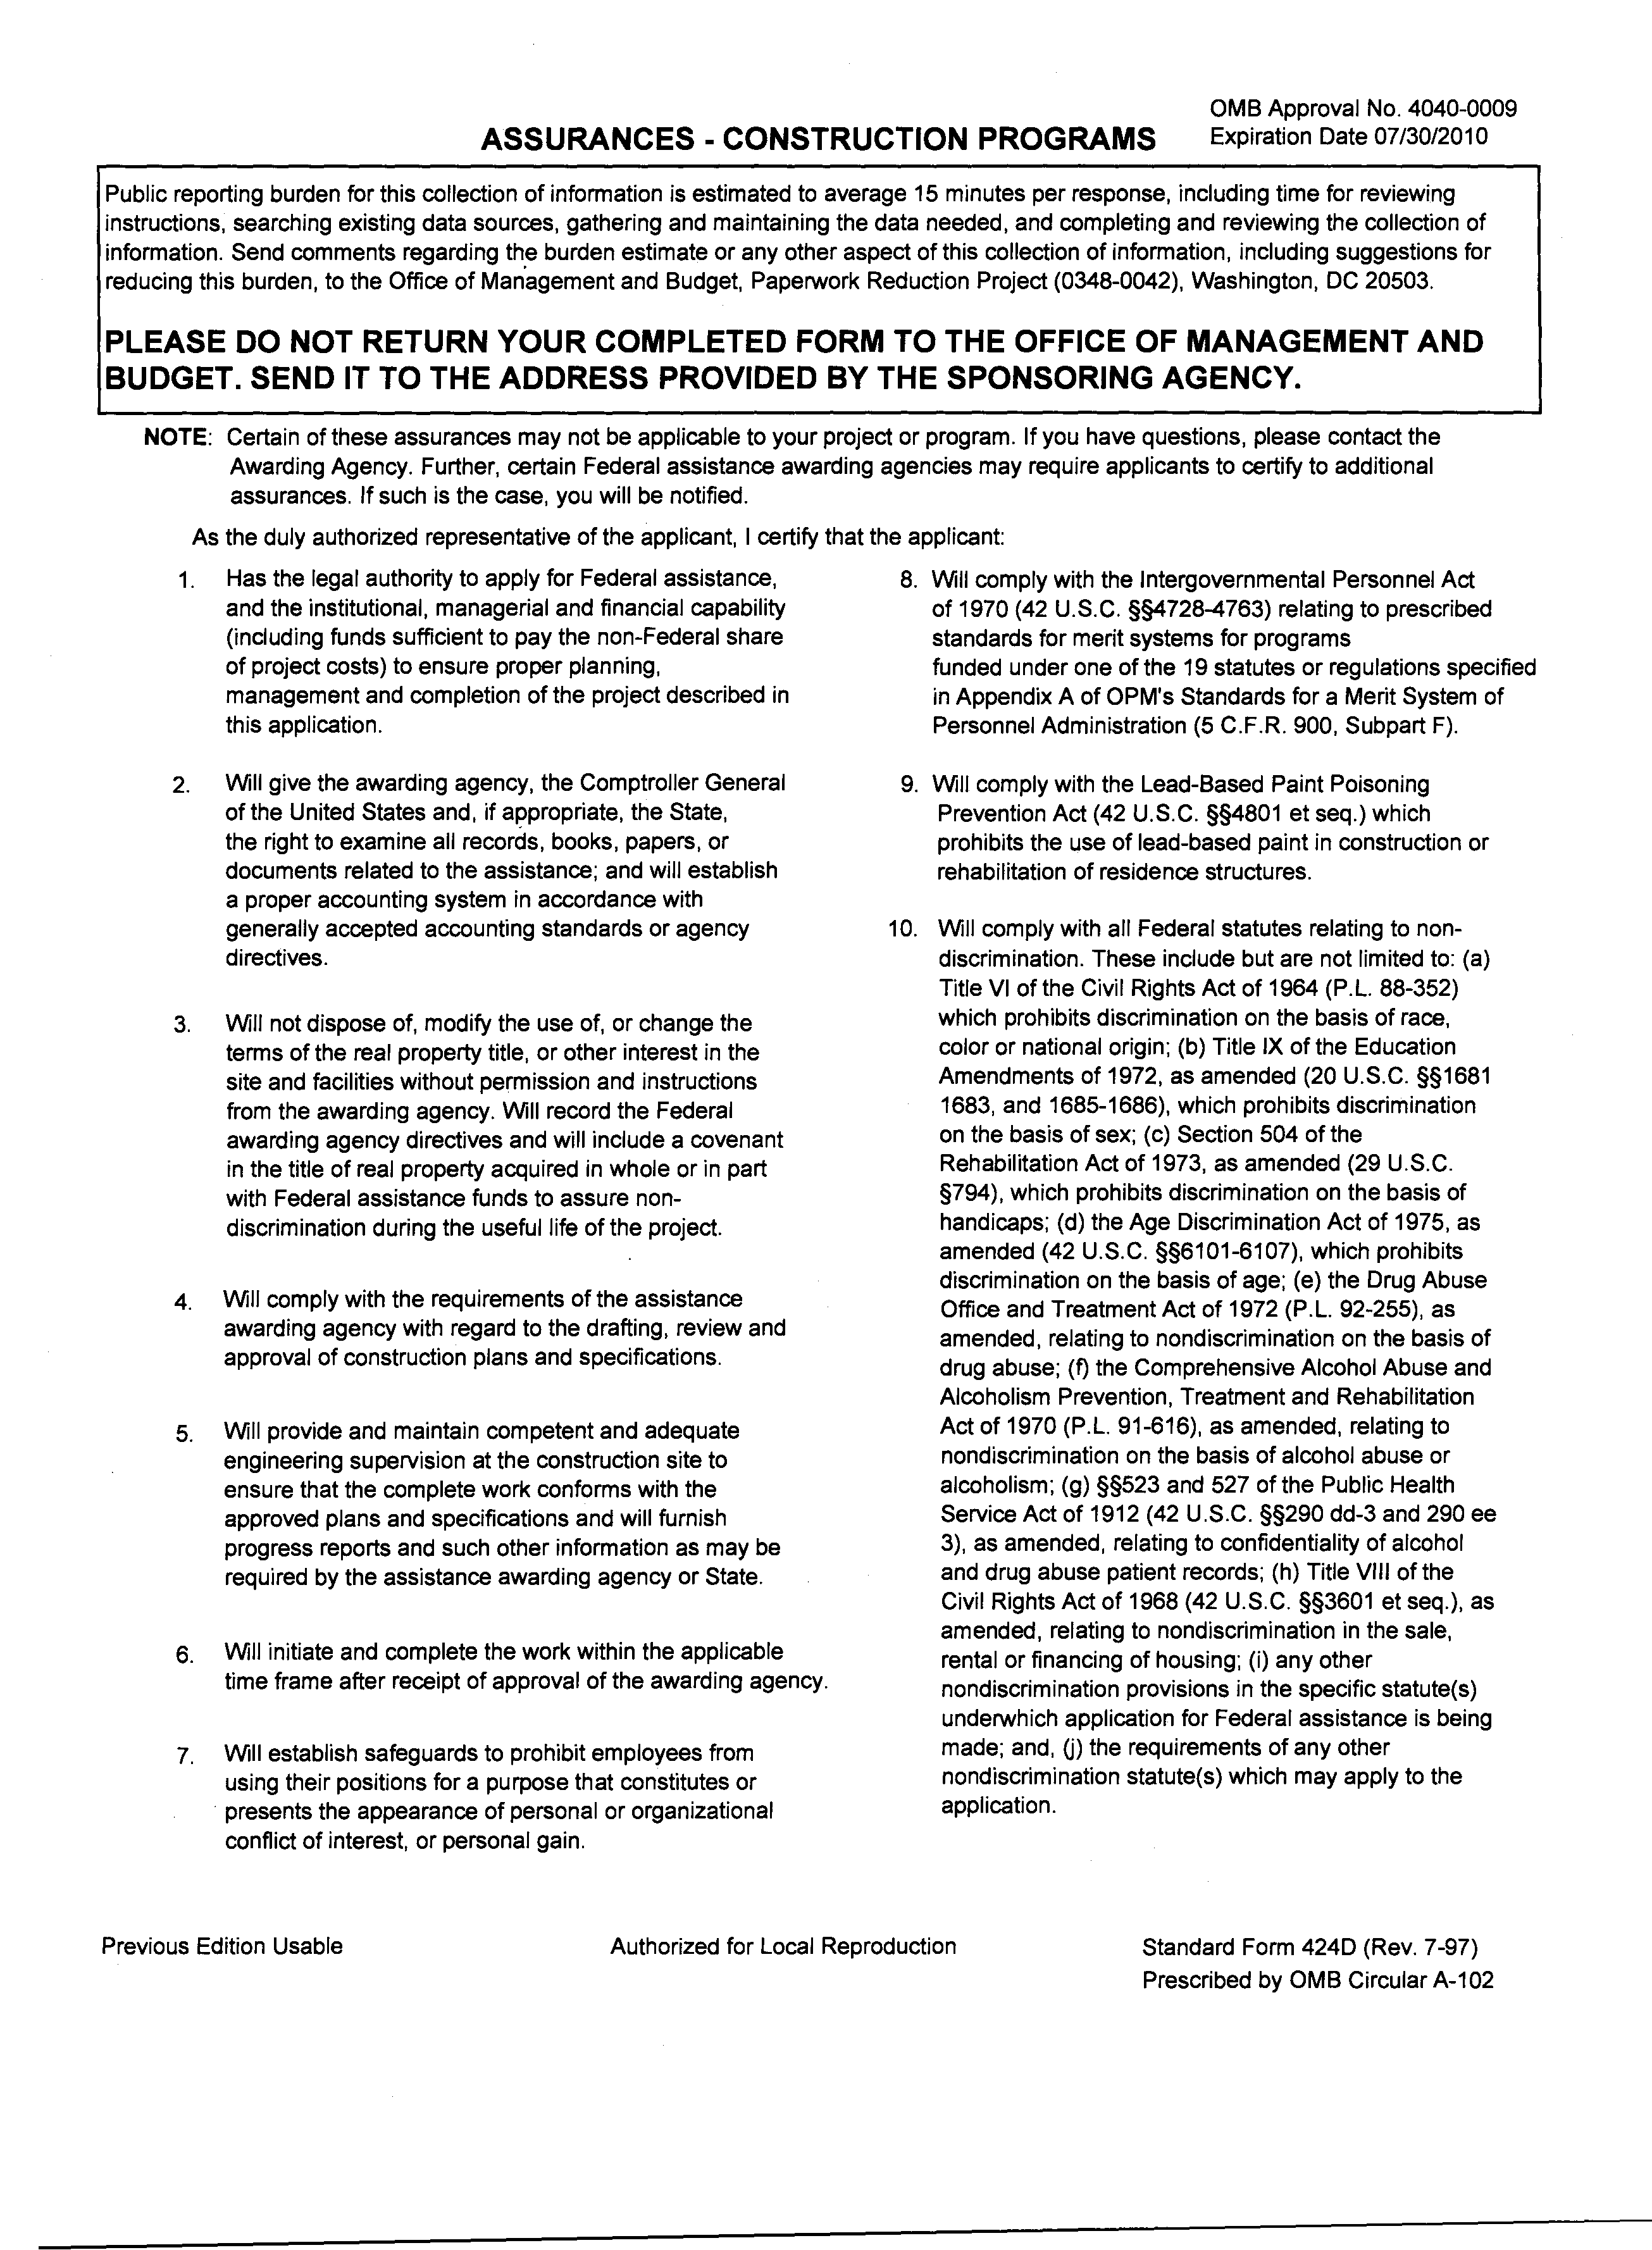 OMB Approval No. 4040-0009
ASSURANCES - CONSTRUCTION PROGRAMS
Expiration Date 07/30/2010
Public reporting burden for this collection of information is estimated to average 15 minutes per response, including time for reviewing
instructions, searching existing data sources, gathering and maintaining the data needed, and completing and reviewing the collection of
information. Send comments regarding the burden estimate or any other aspect of this collection of information, including suggestions for
reducing this burden, to the Office of Management and Budget, Paperwork Reduction Project (0348-0042), Washington, DC 20503.
PLEASE DO NOT RETURN YOUR COMPLETED FORM TO THE OFFICE OF MANAGEMENT AND
BUDGET. SEND IT TO THE ADDRESS PROVIDED BY THE SPONSORING AGENCY.
NOTE: Certain of these assurances may not be applicable to your project or program. If you have questions, please contact the
Awarding Agency. Further, certain Federal assistance awarding agencies may require applicants to certify to additional
assurances. If such is the case, you will be notified.
As the duly authorized representative of the applicant, I certify that the applicant:
1. Has the legal authority to apply for Federal assistance,
and the institutional, managerial and financial capability
(including funds sufficient to pay the non-Federal share
of project costs) to ensure proper planning,
management and completion of the project described in
this application.
2. Will give the awarding agency, the Comptroller General
of the United States and, if appropriate, the State,
the right to examine all records, books, papers, or
documents related to the assistance; and will establish
a proper accounting system in accordance with
generally accepted accounting standards or agency
directives.
3. Will not dispose of, modify the use of, or change the
terms of the real property title, or other interest in the
site and facilities without permission and instructions
from the awarding agency. Will record the Federal
awarding agency directives and will include a covenant
in the title of real property acquired in whole or in part
with Federal assistance funds to assure non-
discrimination during the useful life of the project.
4. Will comply with the requirements of the assistance
awarding agency with regard to the drafting, review and
approval of construction plans and specifications.
5. Will provide and maintain competent and adequate
engineering supervision at the construction site to
ensure that the complete work conforms with the
approved plans and specifications and will furnish
progress reports and such other information as may be
required by the assistance awarding agency or State.
6. Will initiate and complete the work within the applicable
time frame after receipt of approval of the awarding agency.
7. Will establish safeguards to prohibit employees from
using their positions for a purpose that constitutes or
presents the appearance of personal or organizational
conflict of interest, or personal gain.
8. Will comply with the Intergovernmental Personnel Act
of 1970 (42 U.S.C. §§4728-4763) relating to prescribed
standards for merit systems for programs
funded under one of the 19 statutes or regulations specified
in Appendix A of OPM's Standards for a Merit System of
Personnel Administration (5 C.F.R. 900, Subpart F).
9. Will comply with the Lead-Based Paint Poisoning
Prevention Act (42 U.S.C. §§4801 et seq.) which
prohibits the use of lead-based paint in construction or
rehabilitation of residence structures.
10. Will comply with all Federal statutes relating to non-
discrimination. These include but are not limited to: (a)
Title VI of the Civil Rights Act of 1964 (P.L. 88-352)
which prohibits discrimination on the basis of race,
color or national origin; (b) Title IX of the Education
Amendments of 1972, as amended (20 U.S.C. §§1681
1683, and 1685-1686), which prohibits discrimination
on the basis of sex; (c) Section 504 of the
Rehabilitation Act of 1973, as amended (29 U.S.C.
§794), which prohibits discrimination on the basis of
handicaps; (d) the Age Discrimination Act of 1975, as
amended (42 U.S.C. §§6101-6107), which prohibits
discrimination on the basis of age; (e) the Drug Abuse
Office and Treatment Act of 1972 (P.L. 92-255), as
amended, relating to nondiscrimination on the basis of
drug abuse; (f) the Comprehensive Alcohol Abuse and
Alcoholism Prevention, Treatment and Rehabilitation
Act of 1970 (P.L. 91-616), as amended, relating to
nondiscrimination on the basis of alcohol abuse or
alcoholism; (g) §§523 and 527 of the Public Health
Service Act of 1912 (42 U.S.C. §§290 dd-3 and 290 ee
3), as amended, relating to confidentiality of alcohol
and drug abuse patient records; (h) Title VIII of the
Civil Rights Act of 1968 (42 U.S.C. §§3601 et seq.), as
amended, relating to nondiscrimination in the sale,
rental or financing of housing; (i) any other
nondiscrimination provisions in the specific statute(s)
underwhich application for Federal assistance is being
made; and, (j) the requirements of any other
nondiscrimination statute(s) which may apply to the
application.
Previous Edition Usable
Authorized for Local Reproduction
Standard Form 424D (Rev. 7-97)
Prescribed by OMB Circular A-102